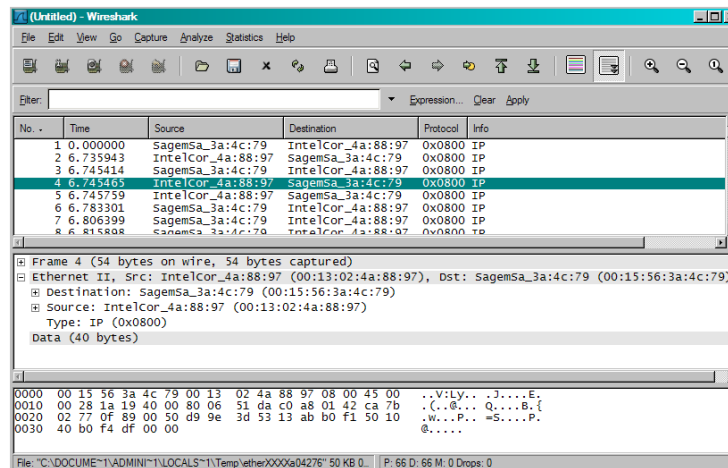 (Untitled) - Wireshark
File Edit View Go Capture Analyze Statistics Help
Filter: Expression... Clear Apply
No. . Time Source Destination Protocol Info
1 0.000000 SagemSa_3a:4c:79 IntelCor_4a:88:97 0x0800 IP
2 6.735943 IntelCor_4a:88:97 SagemSa_3a:4c:79 0x0800 IP
3 6.745414 SagemSa_3a:4c:79 IntelCor_4a:88:97 0x0800 IP
4 6.745465 IntelCor_4a:88:97 SagemSa_3a:4c:79 0x0800 IP
5 6.745759 IntelCor_4a:88:97 SagemSa_3a:4c:79 0x0800 IP
6 6.783301 SagemSa_3a:4c:79 IntelCor_4a:88:97 0x0800 IP
7 6.806399 SagemSa_3a:4c:79 IntelCor_4a:88:97 0x0800 IP
8 6.815898 SagemSa_3a:4c:79 IntelCor_4a:88:97 0x0800 IP
Frame 4 (54 bytes on wire, 54 bytes captured)
Ethernet II, Src: IntelCor_4a:88:97 (00:13:02:4a:88:97), Dst: SagemSa_3a:4c:79 (00:15:56:3a:4c:79)
Destination: SagemSa_3a:4c:79 (00:15:56:3a:4c:79)
Source: IntelCor_4a:88:97 (00:13:02:4a:88:97)
Type: IP (0x0800)
Data (40 bytes)
0000 00 15 56 3a 4c 79 00 13 02 4a 88 97 08 00 45 00 ..V:Ly.. .J....E.
0010 00 28 1a 19 40 00 80 06 51 da c0 a8 01 42 ca 7b .(..@... Q....B.{
0020 02 77 0f 89 00 50 d9 9e 3d 53 13 ab b0 f1 50 10 .w...P.. =S....P.
0030 40 b0 f4 df 00 00 @.....
File: "C:\DOCUME~1\ADMINI~1\LOCALS~1\Temp\etherXXXXa04276" 50 KB 0... P: 66 D: 66 M: 0 Drops: 0